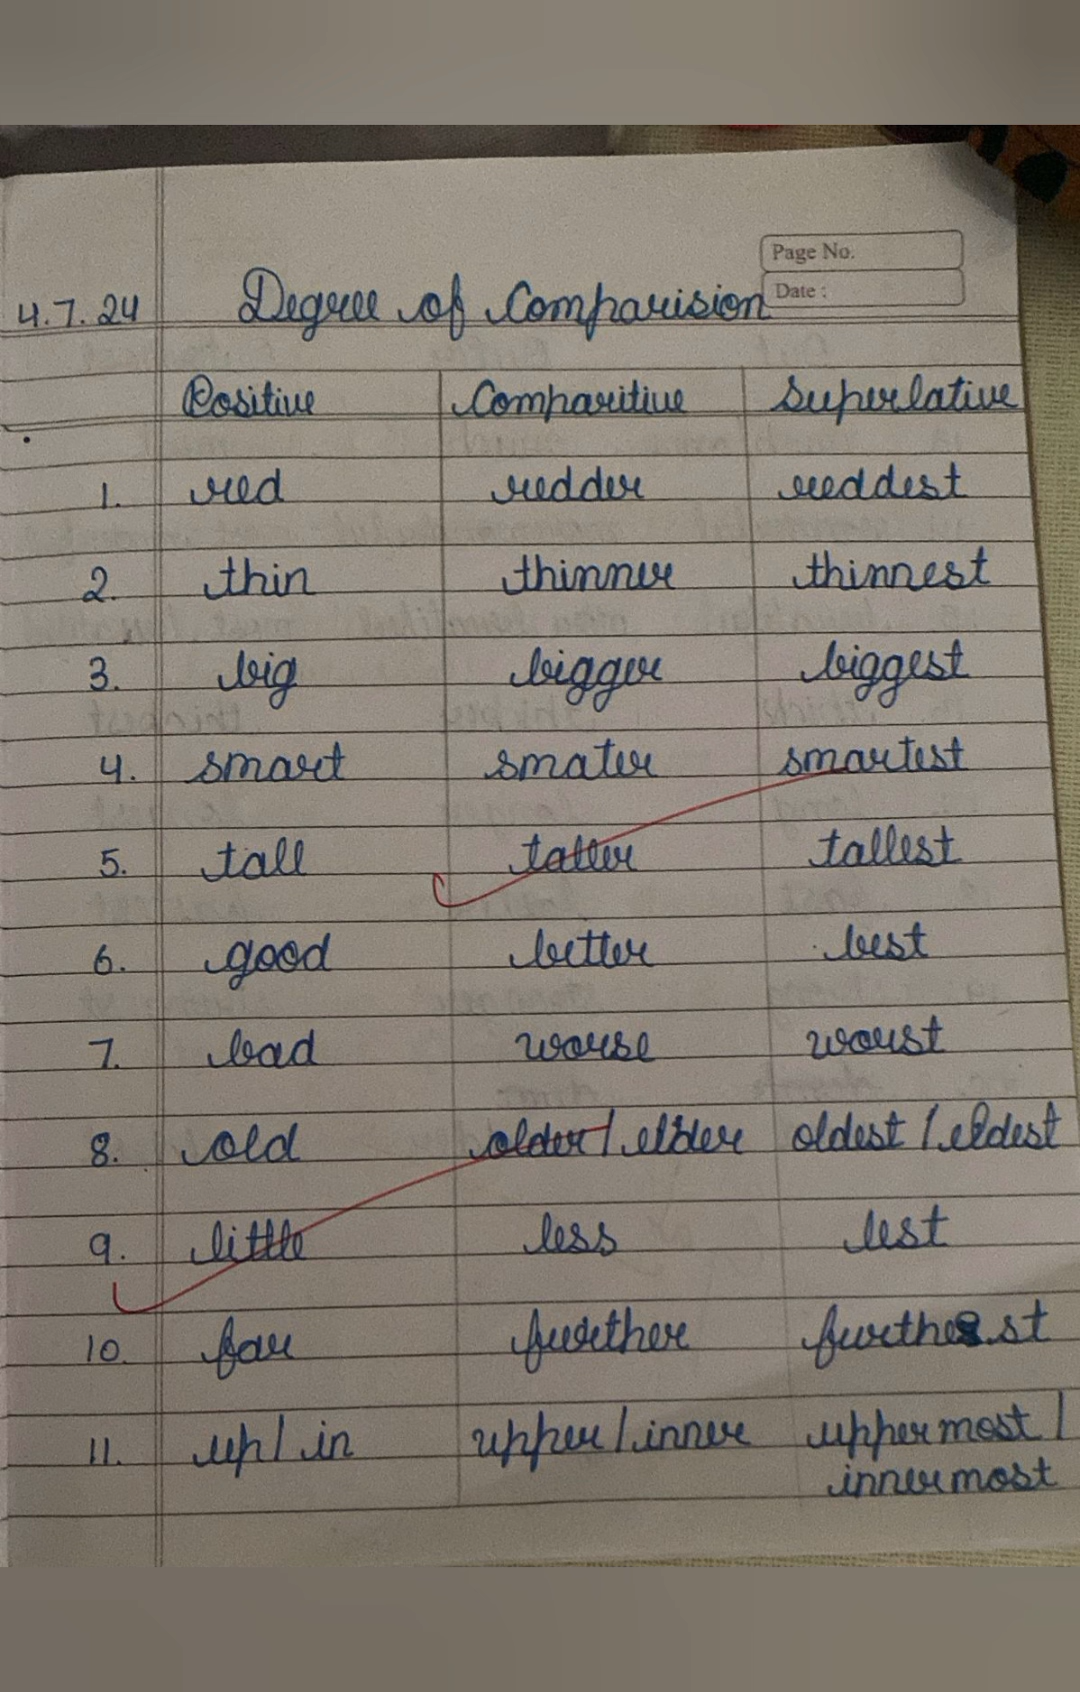 Page No.
Date :
4.7.24 Degree of Comparision
Positive Comparitive Superlative
1. red redder reddest
2. thin thinner thinnest
3. big bigger biggest
4. smart smater smartest
5. tall taller tallest
6. good better best
7. bad worse worst
8. old older/elder oldest/eldest
9. little less lest
10. far further furthest
11. up/in upper/inner uppermost/
innermost